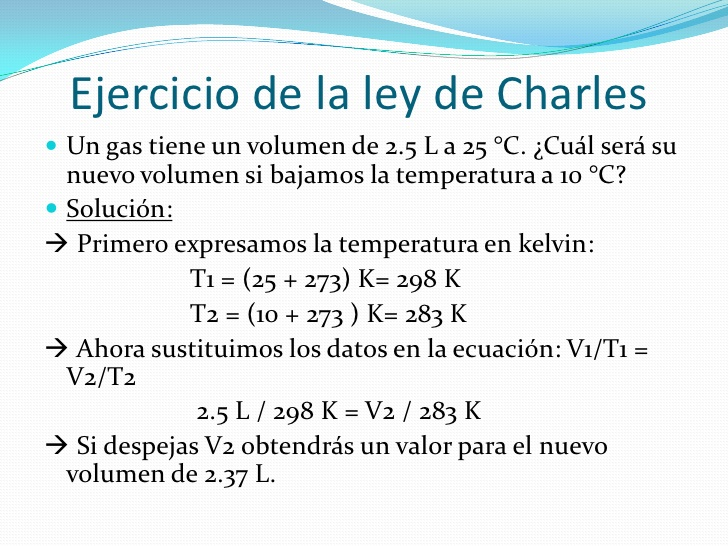 Ejercicio de la ley de Charles
• Un gas tiene un volumen de 2.5 L a 25 °C. ¿Cuál será su
nuevo volumen si bajamos la temperatura a 10 °C?
• Solución:
→ Primero expresamos la temperatura en kelvin:
T1 = (25 + 273) K= 298 K
T2 = (10 + 273 ) K= 283 K
→ Ahora sustituimos los datos en la ecuación: V1/T1 =
V2/T2
2.5 L / 298 K = V2 / 283 K
→ Si despejas V2 obtendrás un valor para el nuevo
volumen de 2.37 L.